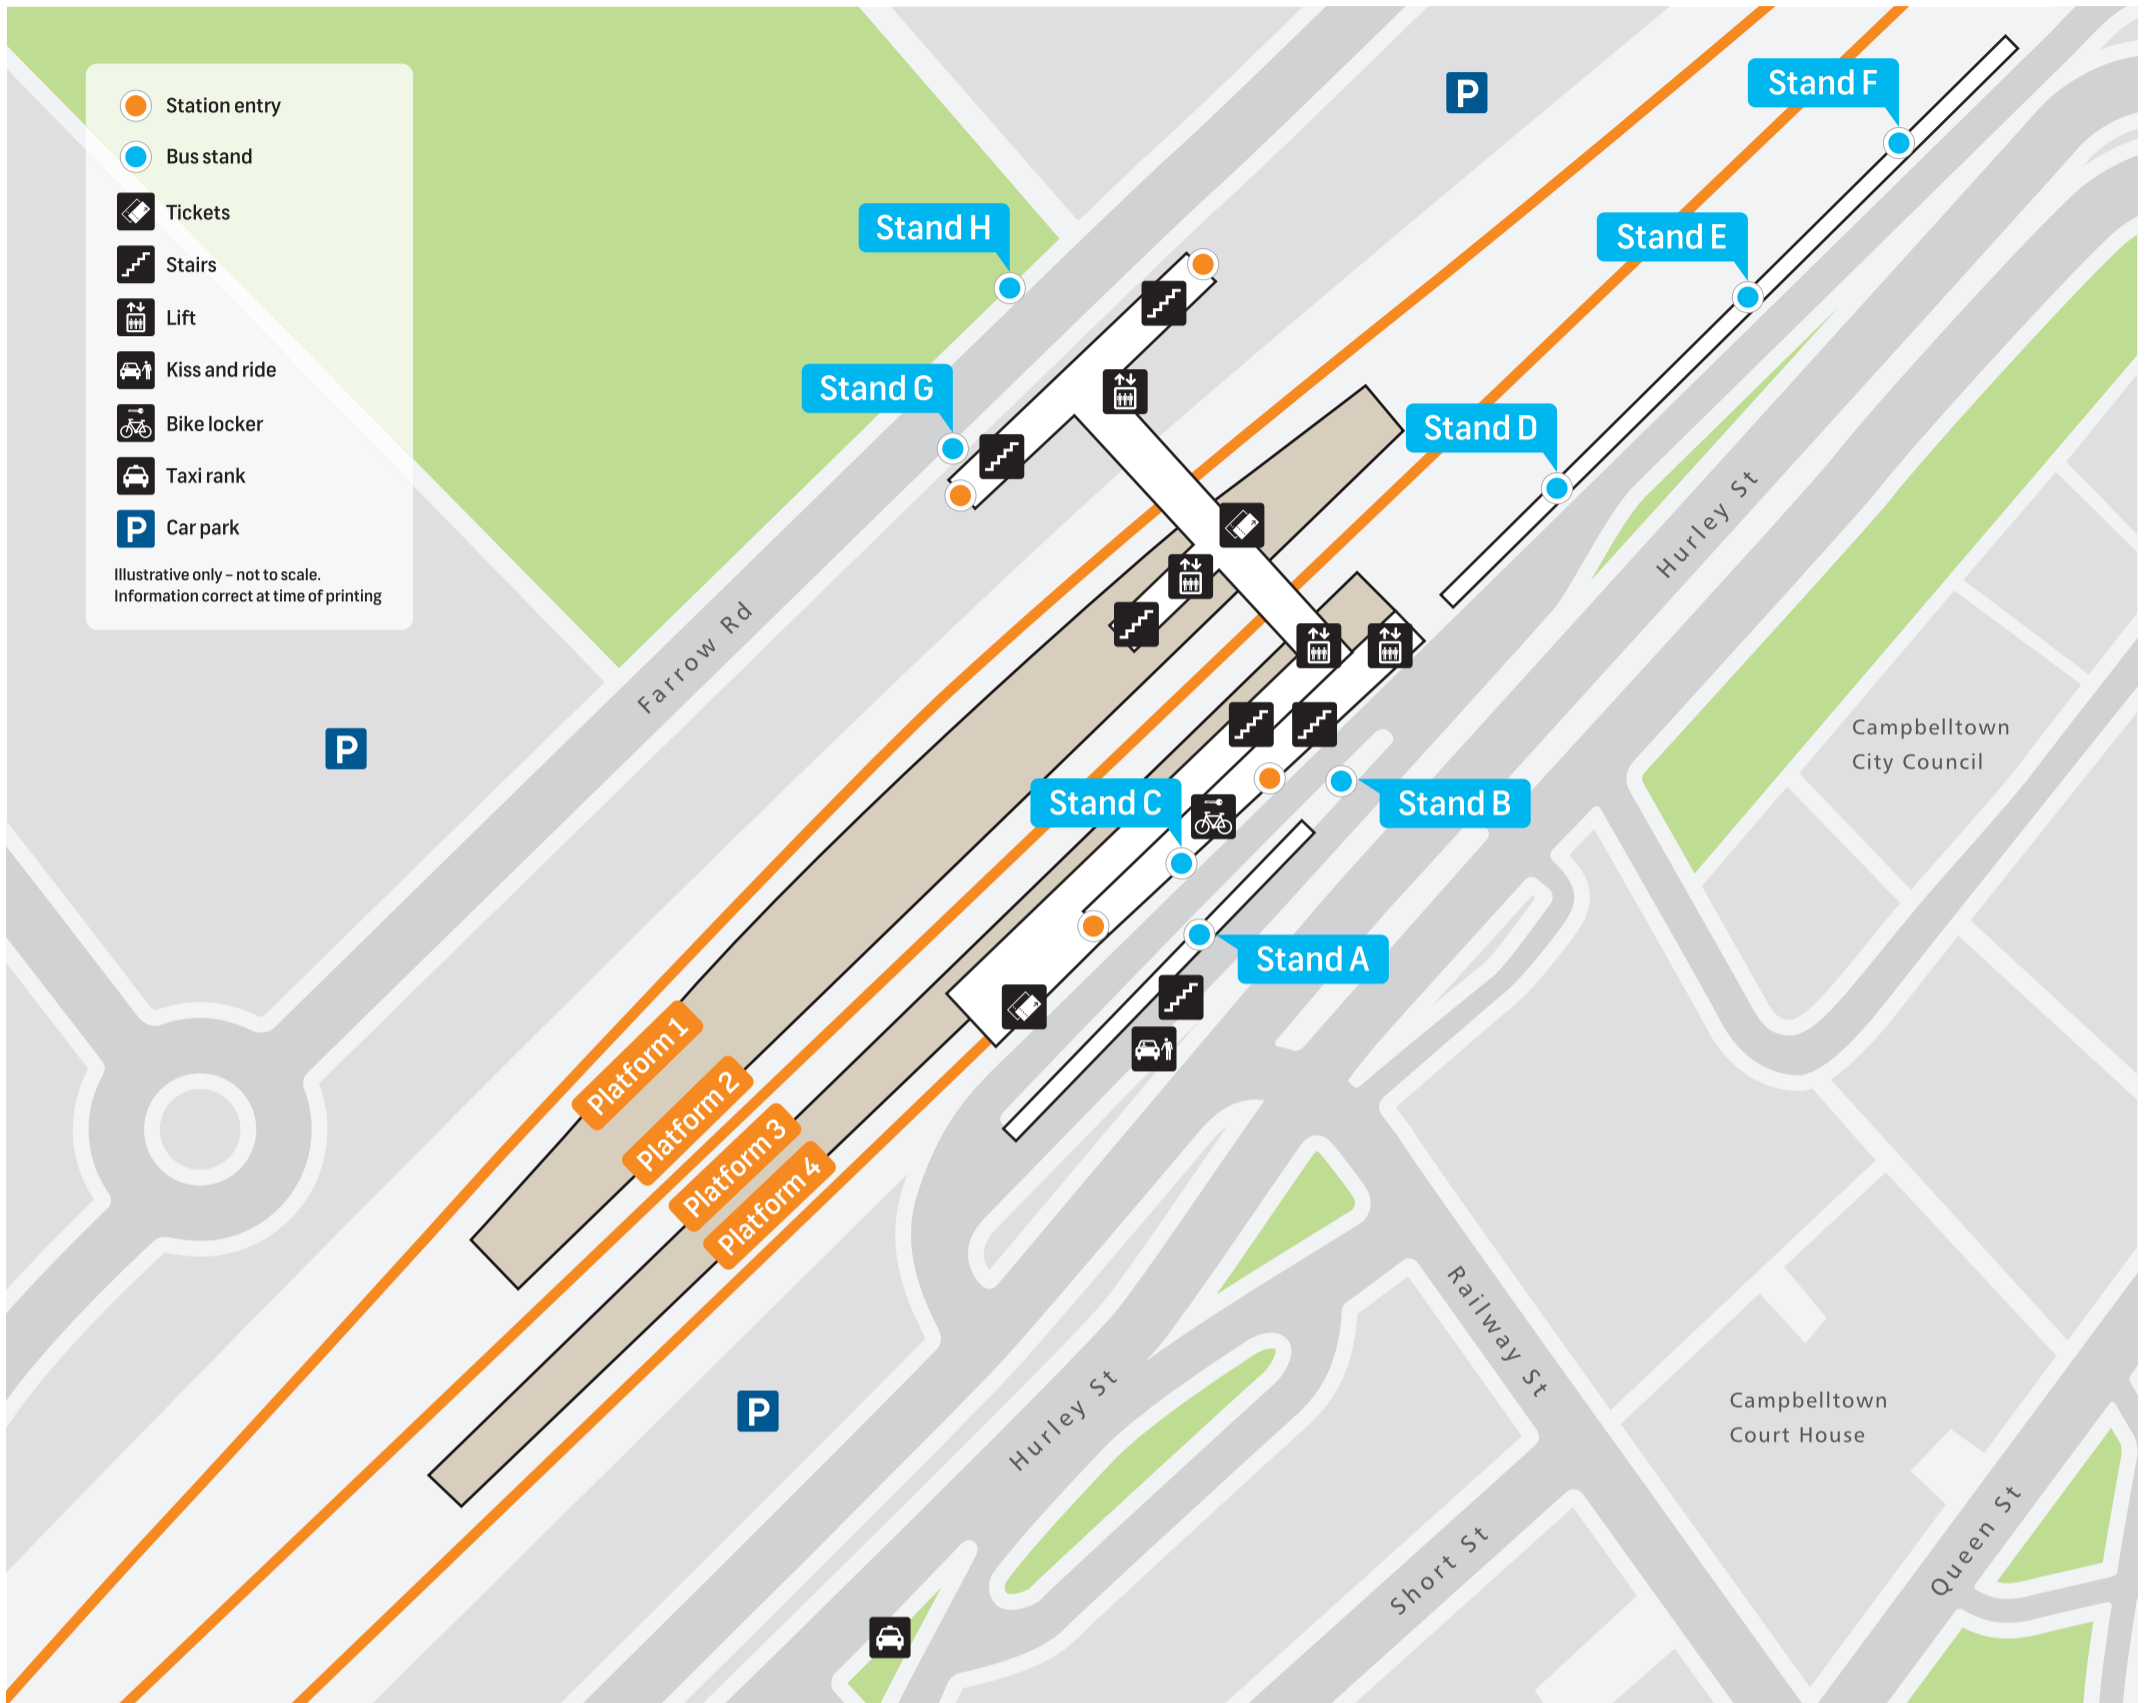 Station entry
Bus stand
Tickets
Stairs
Lift
Kiss and ride
Bike locker
Taxi rank
P
Car park
Illustrative only – not to scale.
Information correct at time of printing
P
Stand F
Stand E
Stand H
Stand G
Stand D
Hurley St
Farrow Rd
P
Campbelltown
City Council
Stand C
Stand B
Stand A
Platform 1
Platform 2
Platform 3
Platform 4
Railway St
Hurley St
P
Campbelltown
Court House
Short St
Queen St